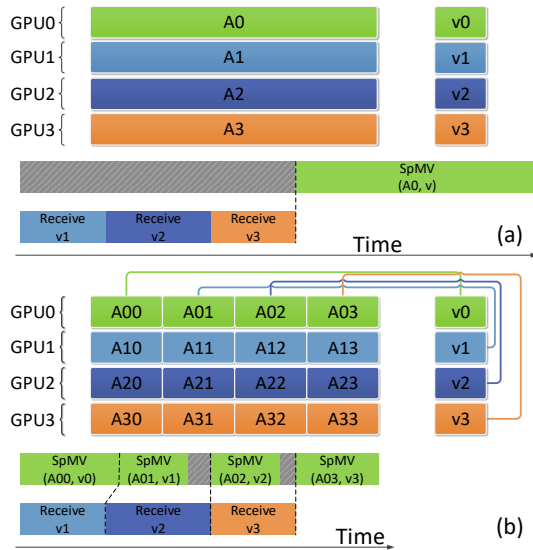 GPU0 A0 v0
GPU1 A1 v1
GPU2 A2 v2
GPU3 A3 v3
SpMV
(A0, v)
Receive Receive Receive
v1 v2 v3
Time (a)
GPU0 A00 A01 A02 A03 v0
GPU1 A10 A11 A12 A13 v1
GPU2 A20 A21 A22 A23 v2
GPU3 A30 A31 A32 A33 v3
SpMV SpMV SpMV SpMV
(A00, v0) (A01, v1) (A02, v2) (A03, v3)
Receive Receive Receive
v1 v2 v3
Time (b)